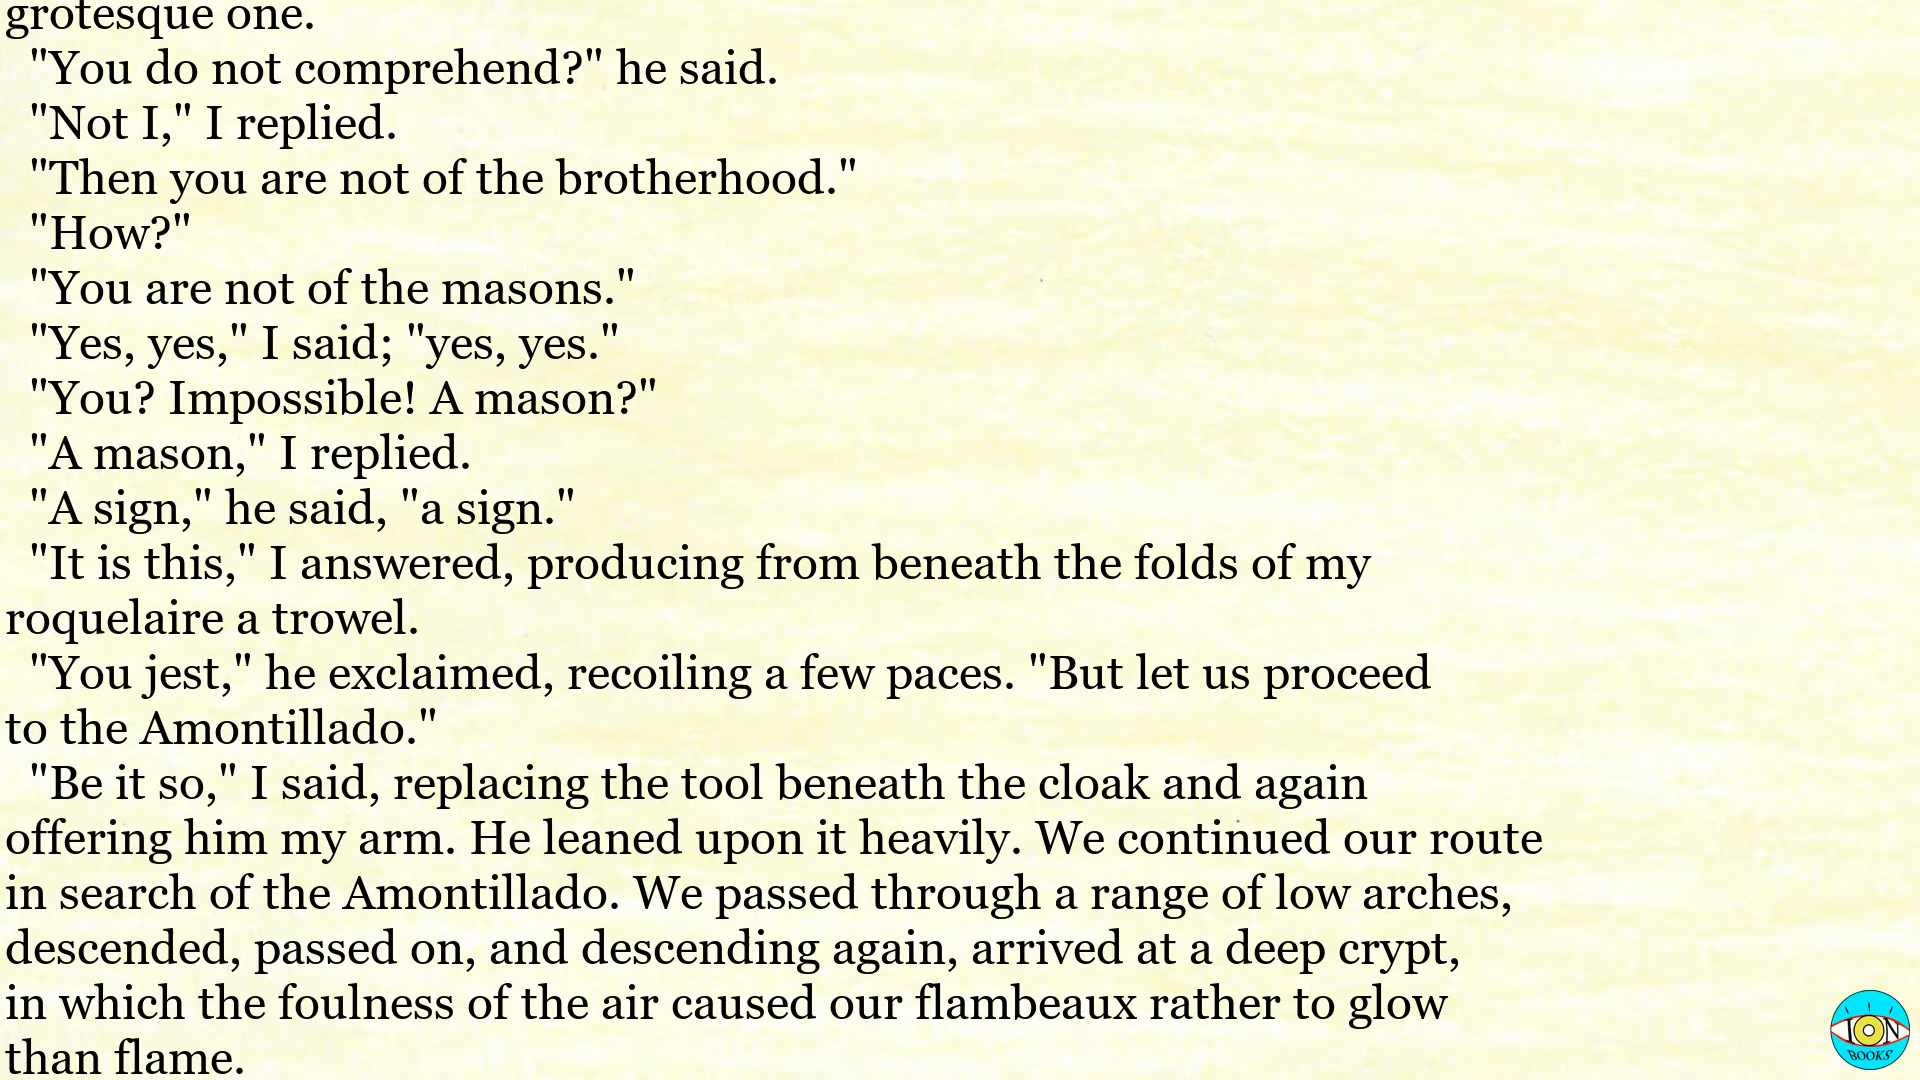 grotesque one.
"You do not comprehend?" he said.
"Not I," I replied.
"Then you are not of the brotherhood."
"How?"
"You are not of the masons."
"Yes, yes," I said; "yes, yes."
"You? Impossible! A mason?"
"A mason," I replied.
"A sign," he said, "a sign."
"It is this," I answered, producing from beneath the folds of my
roquelaire a trowel.
"You jest," he exclaimed, recoiling a few paces. "But let us proceed
to the Amontillado."
"Be it so," I said, replacing the tool beneath the cloak and again
offering him my arm. He leaned upon it heavily. We continued our route
in search of the Amontillado. We passed through a range of low arches,
descended, passed on, and descending again, arrived at a deep crypt,
in which the foulness of the air caused our flambeaux rather to glow
than flame.
ION
BOOKS